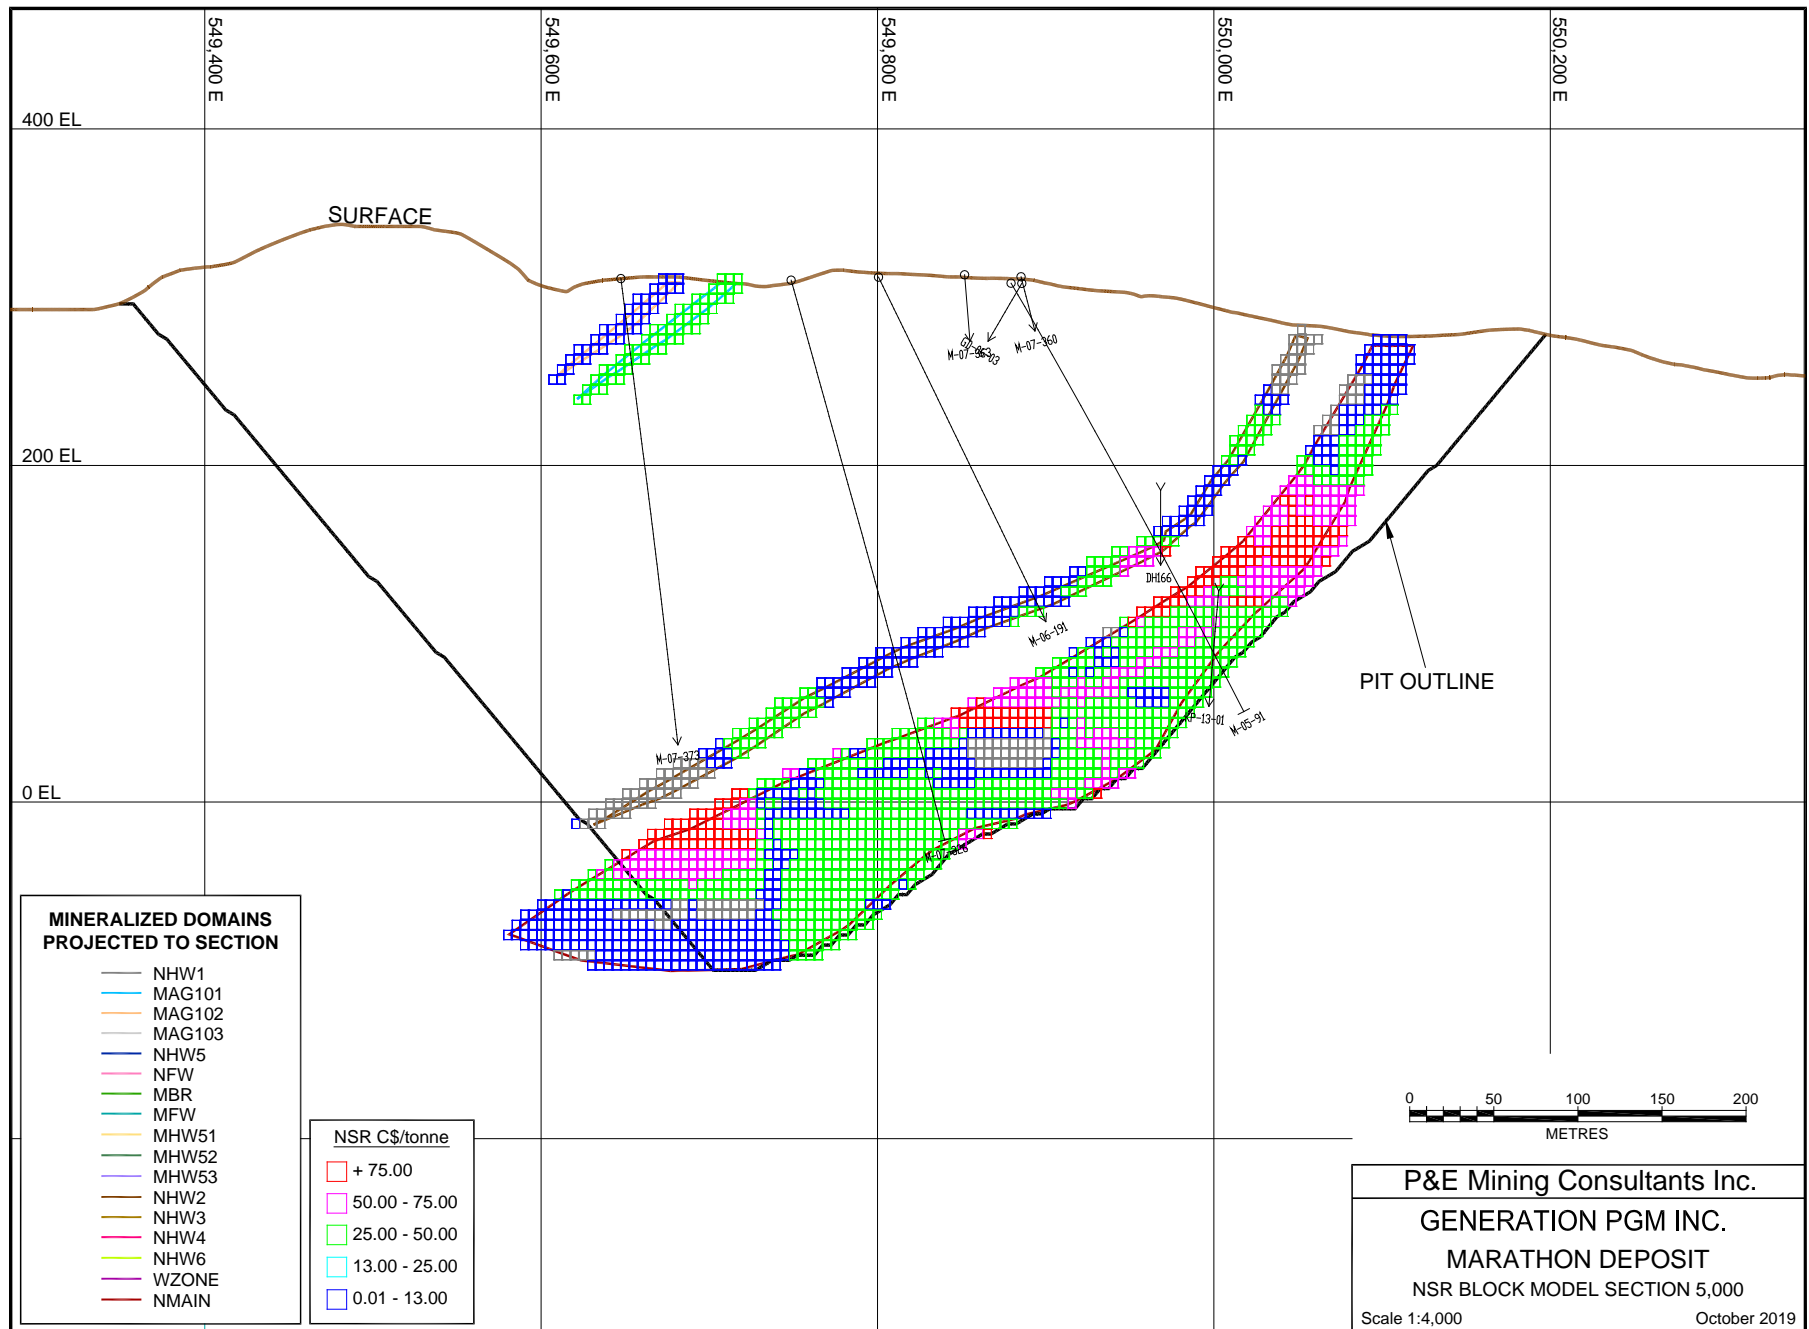 549,400 E
549,600 E
549,800 E
550,000 E
550,200 E
400 EL
SURFACE
M-07-360
200 EL
DH166
M-06-191
PIT OUTLINE
M-05-91
M-07-373
0 EL
MINERALIZED DOMAINS
PROJECTED TO SECTION
NHW1
MAG101
MAG102
MAG103
NHW5
NFW
MBR
MFW
MHW51
MHW52
MHW53
NHW2
NHW3
NHW4
NHW6
WZONE
NMAIN
NSR C$/tonne
+ 75.00
50.00 - 75.00
25.00 - 50.00
13.00 - 25.00
0.01 - 13.00
0 50 100 150 200
METRES
P&E Mining Consultants Inc.
GENERATION PGM INC.
MARATHON DEPOSIT
NSR BLOCK MODEL SECTION 5,000
Scale 1:4,000 October 2019